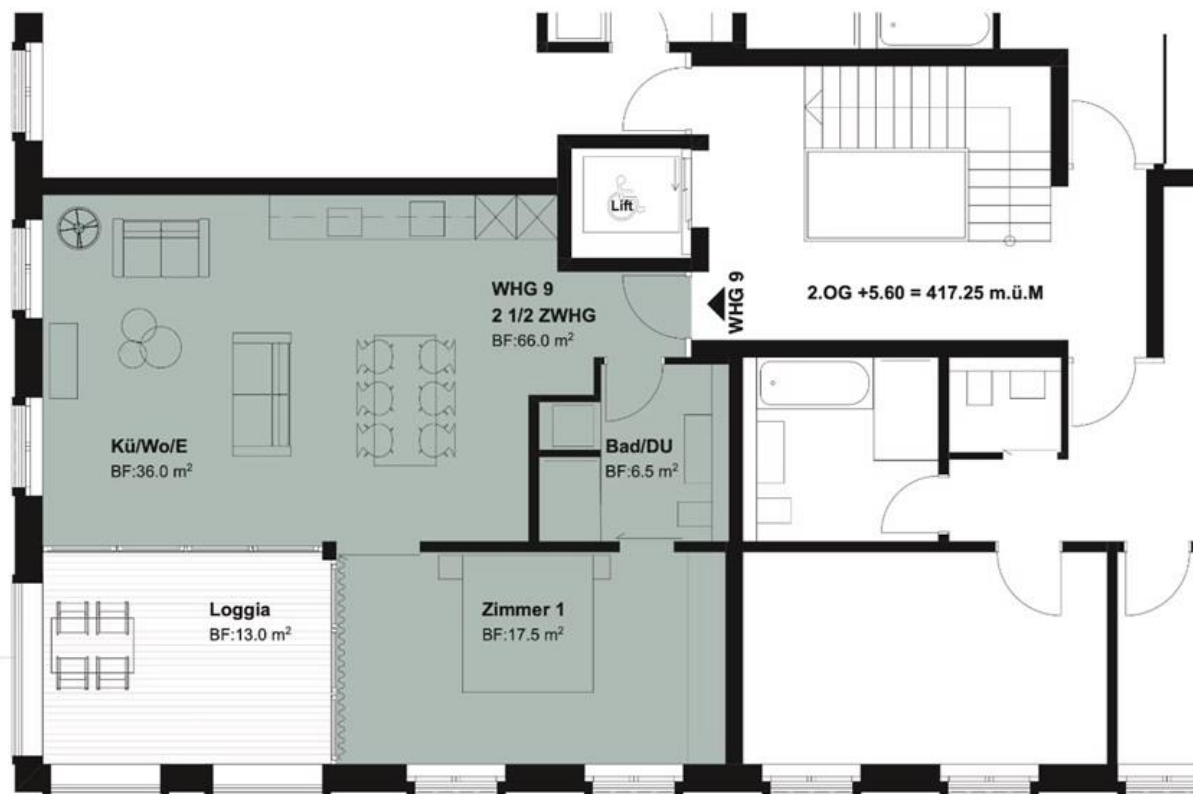 Lift
WHG 9
2 1/2 ZWHG
BF:66.0 m²
WHG 9
2.OG +5.60 = 417.25 m.ü.M
Kü/Wo/E
BF:36.0 m²
Bad/DU
BF:6.5 m²
Loggia
BF:13.0 m²
Zimmer 1
BF:17.5 m²